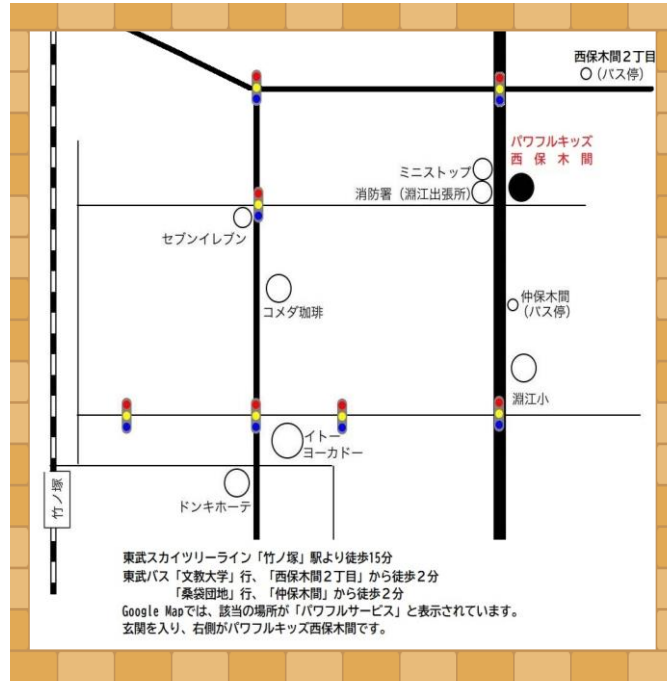 西保木間２丁目
(バス停)
パワフルキッズ
西保木間
ミニストップ
消防署（淵江出張所）
セブンイレブン
コメダ珈琲
仲保木間
(バス停)
淵江小
イトー
ヨーカドー
ドンキホーテ
竹ノ塚
東武スカイツリーライン「竹ノ塚」駅より徒歩15分
東武バス「文教大学」行、「西保木間２丁目」から徒歩２分
「桑袋団地」行、「仲保木間」から徒歩２分
Google Mapでは、該当の場所が「パワフルサービス」と表示されています。
玄関を入り、右側がパワフルキッズ西保木間です。